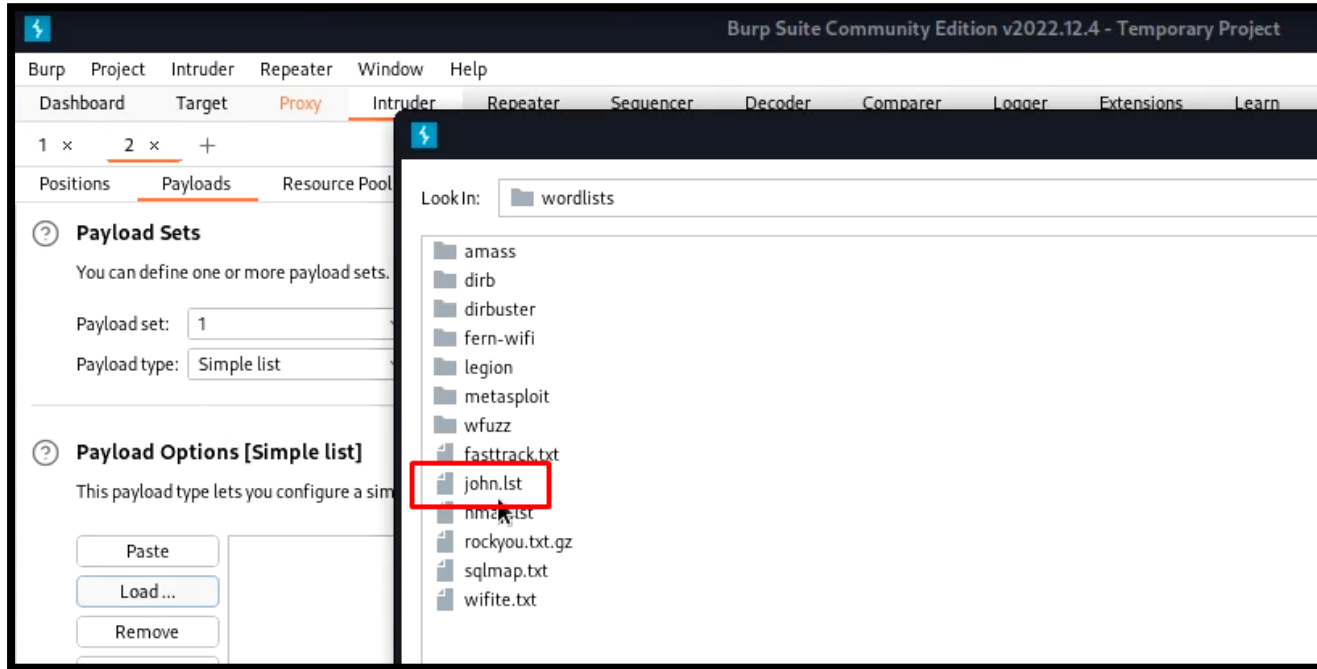 Burp Suite Community Edition v2022.12.4 - Temporary Project
Burp Project Intruder Repeater Window Help
Dashboard Target Proxy Intruder Repeater Sequencer Decoder Comparer Logger Extensions Learn
1 × 2 × +
Positions Payloads Resource Pool
? Payload Sets
You can define one or more payload sets.
Payload set: 1
Payload type: Simple list
? Payload Options [Simple list]
This payload type lets you configure a sim
Paste
Load ...
Remove
Look In: wordlists
amass
dirb
dirbuster
fern-wifi
legion
metasploit
wfuzz
fasttrack.txt
john.lst
nmap.lst
rockyou.txt.gz
sqlmap.txt
wifite.txt